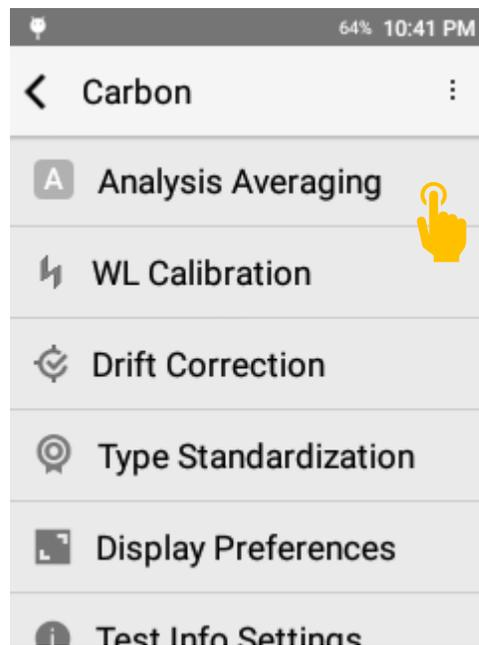 64% 10:41 PM
Carbon
A Analysis Averaging
WL Calibration
Drift Correction
Type Standardization
Display Preferences
Test Info Settings